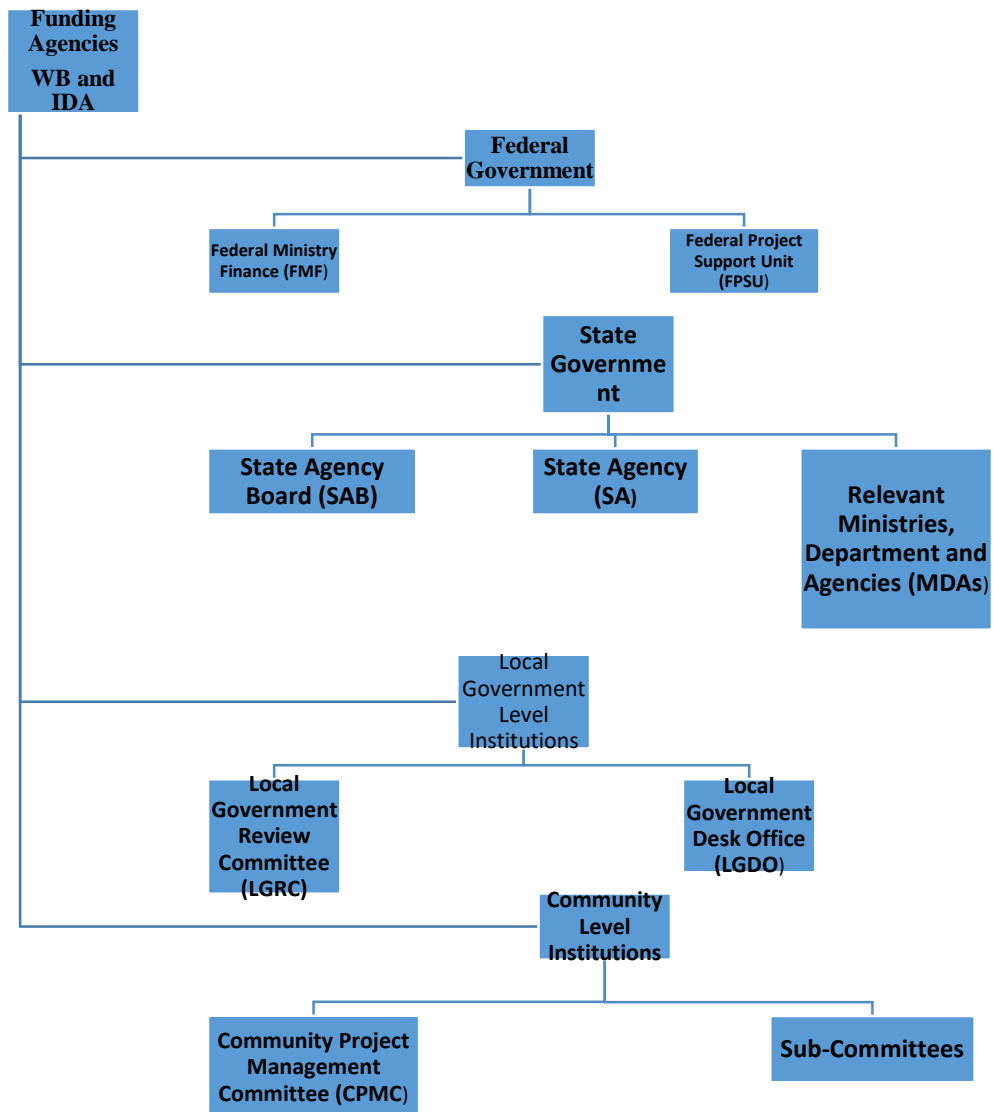 Funding
Agencies
WB and
IDA
Federal
Government
Federal Ministry
Finance (FMF)
Federal Project
Support Unit
(FPSU)
State
Governme
nt
State Agency
Board (SAB)
State Agency
(SA)
Relevant
Ministries,
Department and
Agencies (MDAs)
Local
Government
Level
Institutions
Local
Government
Review
Committee
(LGRC)
Local
Government
Desk Office
(LGDO)
Community
Level
Institutions
Community Project
Management
Committee (CPMC)
Sub-Committees